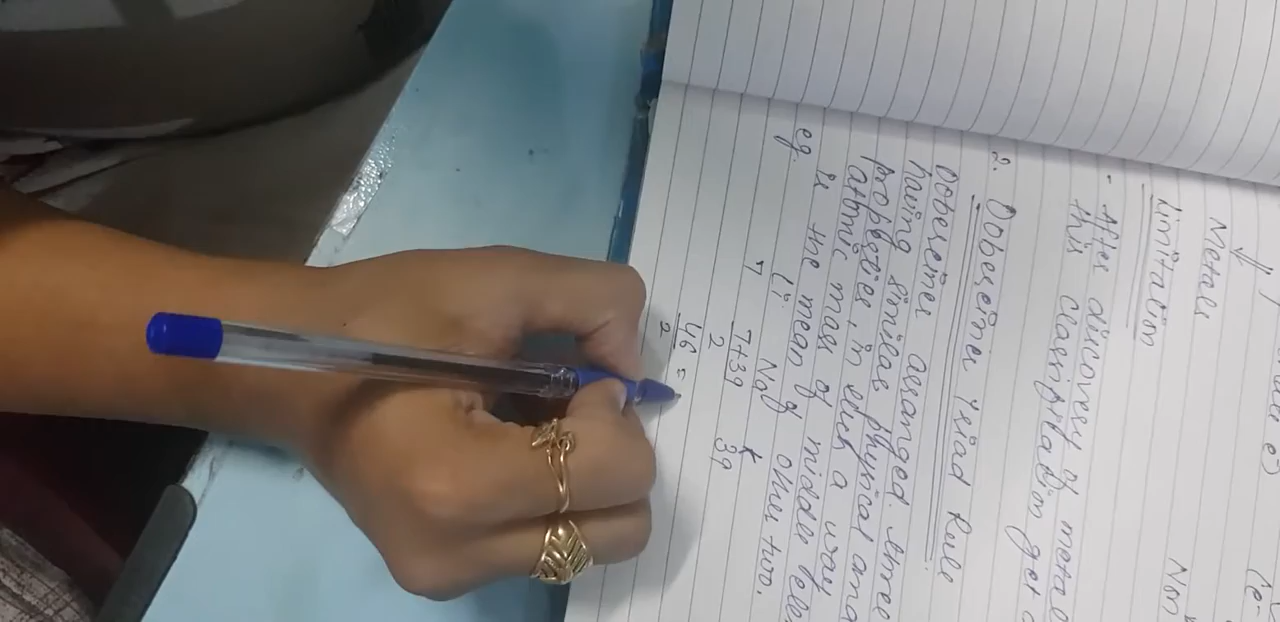 Metals Non
Limitation
- After discovery of metal
this classification get
2. Dobereiner triad Rule
Dobereiner arranged three
having similar physical and
properties, in such a way
atomic mass of middle ele
is the mean of other two.
eg. Li Na K
7 39
7+39
2
46 =
2